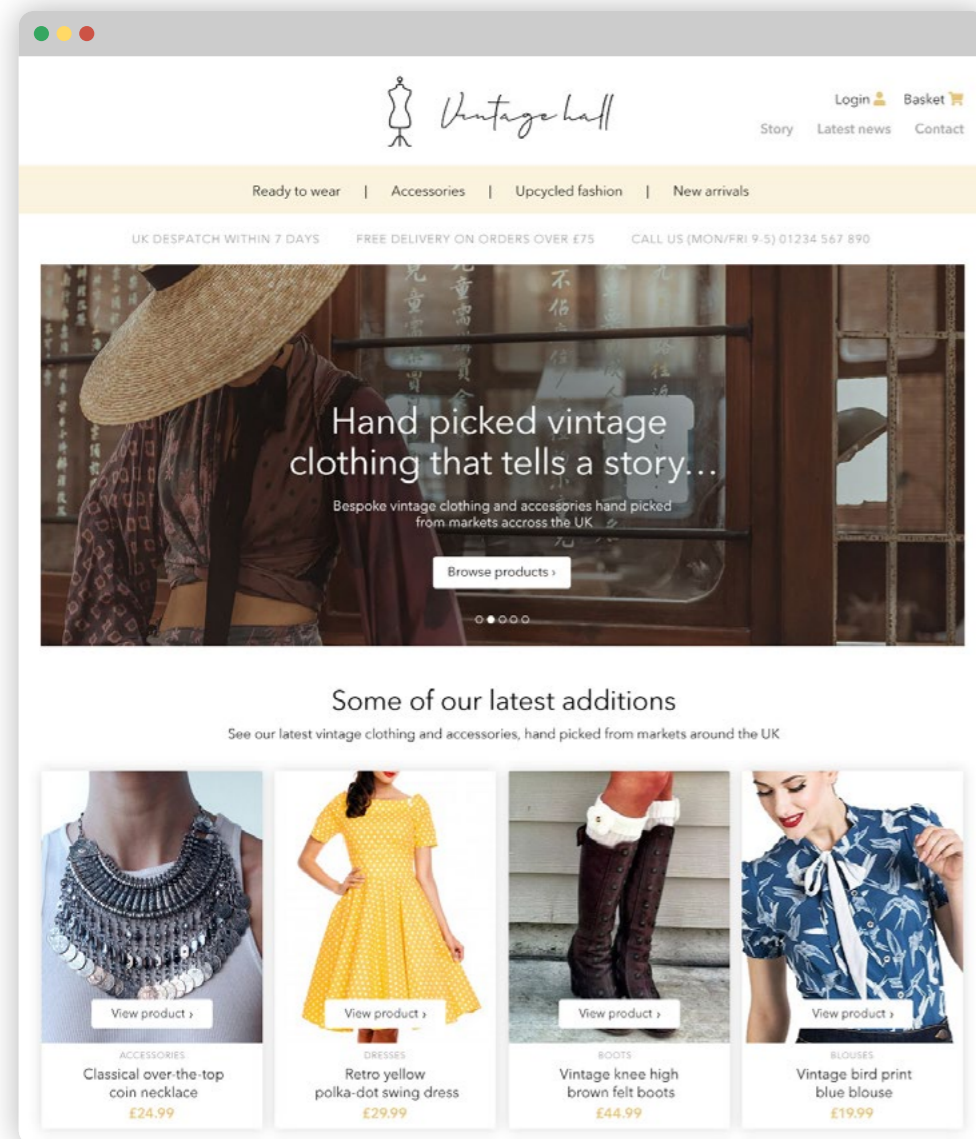 Vintage hall
Login Basket
Story Latest news Contact
Ready to wear | Accessories | Upcycled fashion | New arrivals
UK DESPATCH WITHIN 7 DAYS FREE DELIVERY ON ORDERS OVER £75 CALL US (MON/FRI 9-5) 01234 567 890
Hand picked vintage
clothing that tells a story...
Bespoke vintage clothing and accessories hand picked
from markets accross the UK
Browse products ›
Some of our latest additions
See our latest vintage clothing and accessories, hand picked from markets around the UK
View product ›
ACCESSORIES
Classical over-the-top
coin necklace
£24.99
View product ›
DRESSES
Retro yellow
polka-dot swing dress
£29.99
View product ›
BOOTS
Vintage knee high
brown felt boots
£44.99
View product ›
BLOUSES
Vintage bird print
blue blouse
£19.99